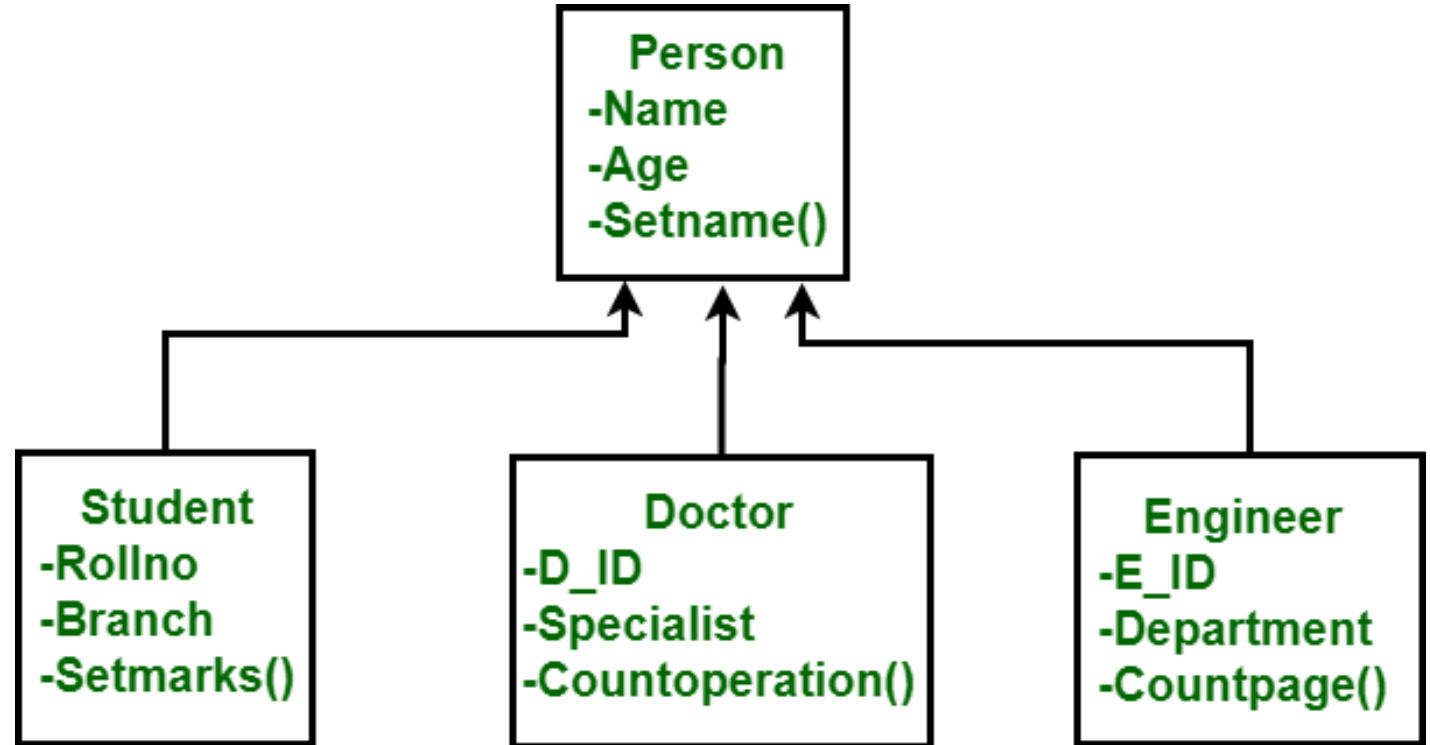 Person
-Name
-Age
-Setname()
Student
-Rollno
-Branch
-Setmarks()
Doctor
-D_ID
-Specialist
-Countoperation()
Engineer
-E_ID
-Department
-Countpage()